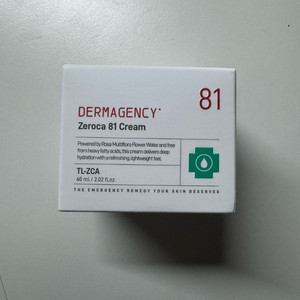 81
DERMAGENCY
Zeroca 81 Cream
Powered by Rosa Multiflora Flower Water and free
from heavy fatty acids, this cream delivers deep
hydration with a refreshing, lightweight feel.
TL-ZCA
60 ml. / 2.02 fl.oz.
THE EMERGENCY REMEDY YOUR SKIN DESERVES